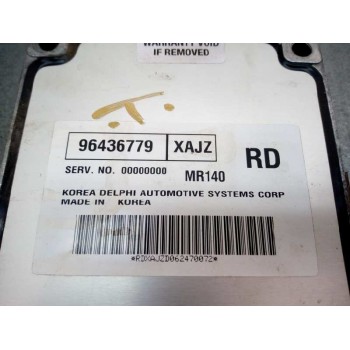 WARRANTY VOID
IF REMOVED
96436779 XAJZ RD
SERV. NO. 00000000 MR140
KOREA DELPHI AUTOMOTIVE SYSTEMS CORP
MADE IN KOREA
*RDXAJZD062470072*